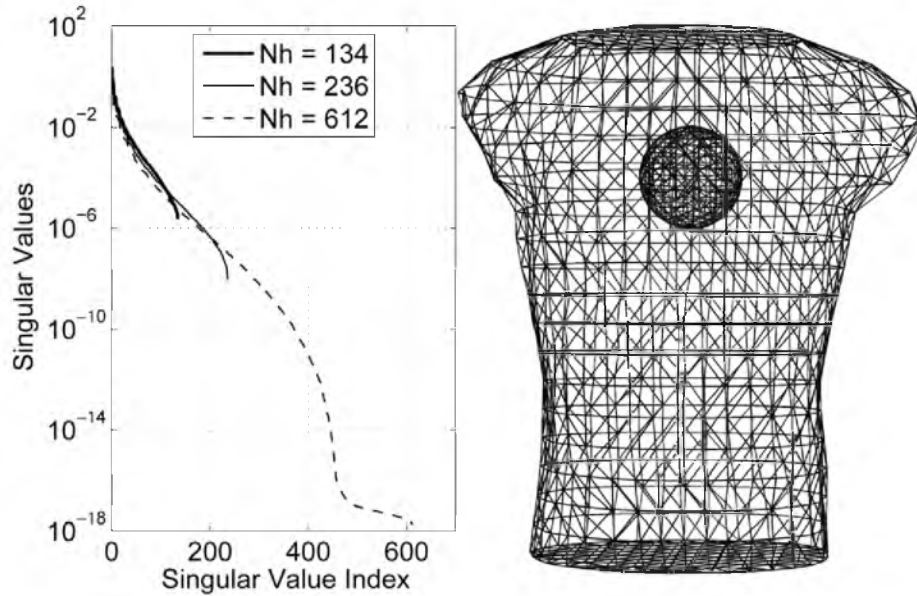 10^2
10^-2
10^-6
10^-10
10^-14
10^-18
Singular Values
Nh = 134
Nh = 236
Nh = 612
0 200 400 600
Singular Value Index